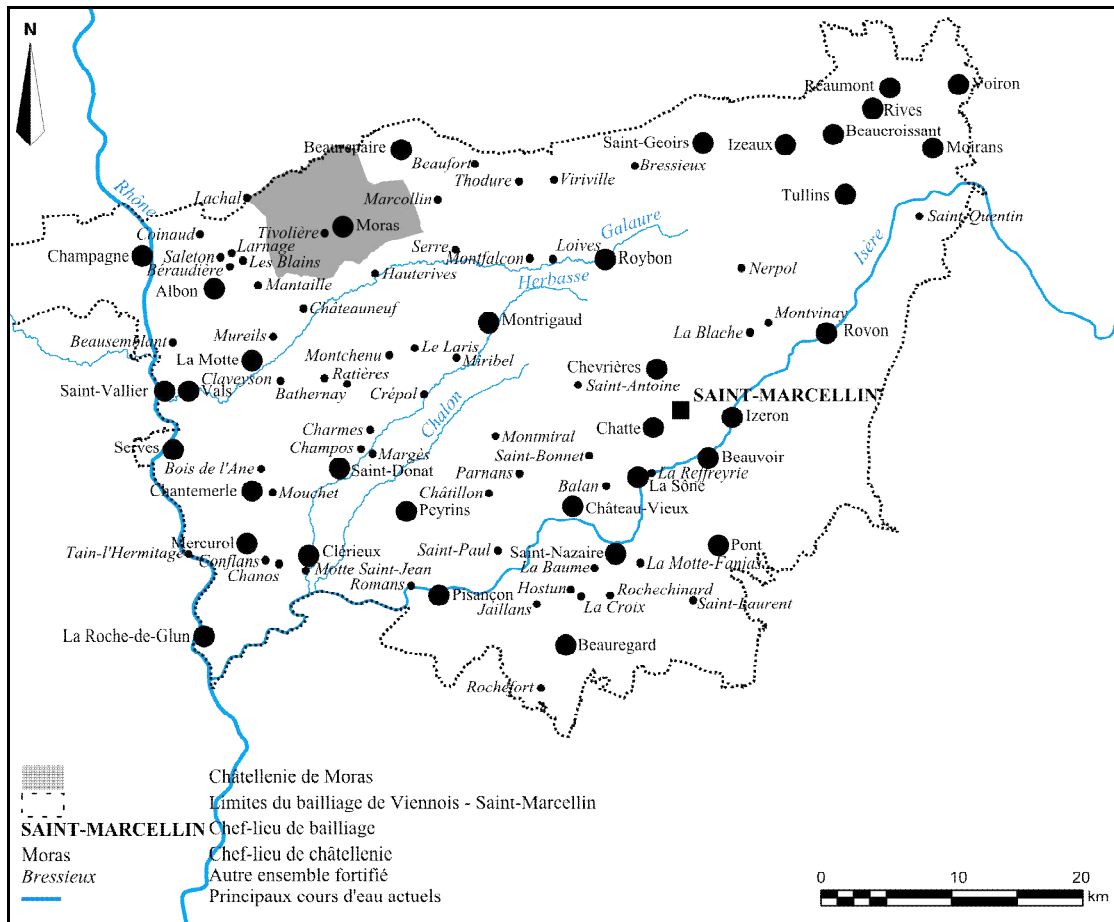 N
Réaumont
Voiron
Rives
Beaucroissant
Beaurepaire
Saint-Geoirs
Izeaux
Moirans
Beaufort
Bressieux
Thodure
Viriville
Rhône
Lachal
Marcollin
Tullins
Saint-Quentin
Coinaud
Tivolière
Moras
Galaure
Isère
Champagne
Saleton
Larnage
Les Blains
Béraudière
Serre
Montfalcon
Loives
Roybon
Nerpol
Albon
Mantaille
Hauterives
Herbasse
Châteauneuf
Montrigaud
Montvinay
La Blache
Rovon
Beausemblant
Mureils
La Motte
Montchenu
Le Laris
Miribel
Chevrières
Saint-Vallier
Vals
Claveyson
Bathernay
Ratières
Crépol
Saint-Antoine
SAINT-MARCELLIN
Chalon
Izeron
Charmes
Chatte
Serves
Champos
Margès
Montmiral
Saint-Bonnet
Beauvoir
Bois de l'Ane
Saint-Donat
Parnans
La Reffreyrie
La Sône
Chantemerle
Mouchet
Châtillon
Balan
Peyrins
Château-Vieux
Mercurol
Tain-l'Hermitage
Conflans
Chanos
Clérieux
Motte Saint-Jean
Saint-Paul
Saint-Nazaire
Pont
La Baume
La Motte-Fanjas
Romans
Pisançon
Hostun
Jaillans
La Croix
Rochechinard
Saint-Laurent
La Roche-de-Glun
Beauregard
Rochefort
Châtellenie de Moras
Limites du bailliage de Viennois - Saint-Marcellin
SAINT-MARCELLIN Chef-lieu de bailliage
Moras Chef-lieu de châtellenie
Bressieux Autre ensemble fortifié
Principaux cours d'eau actuels
0 10 20
km